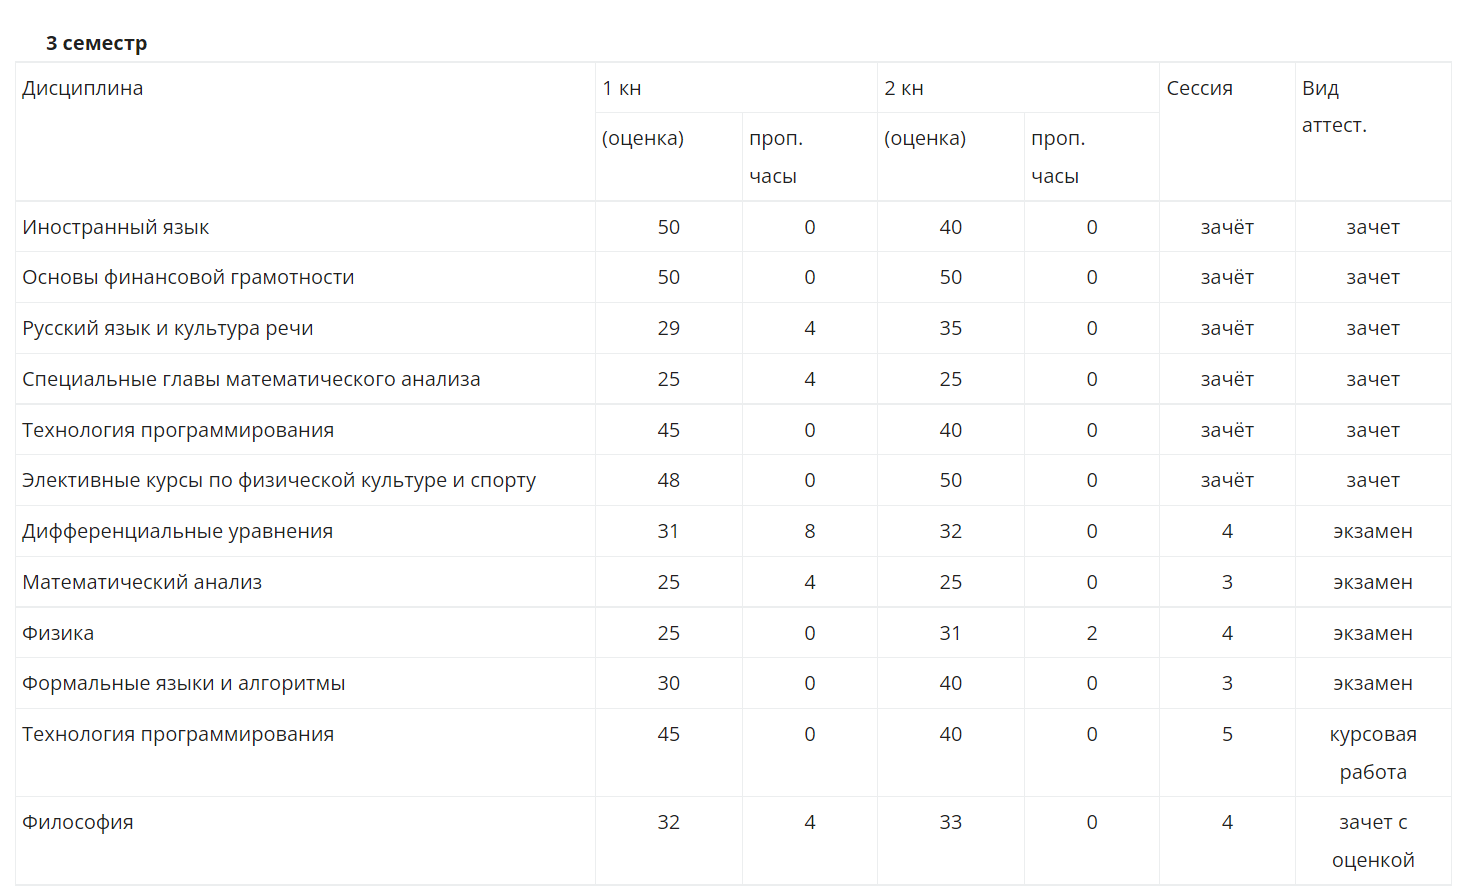 3 семестр
Дисциплина 1 кн 2 кн Сессия Вид
аттест.
(оценка) проп. (оценка) проп.
часы часы
Иностранный язык 50 0 40 0 зачёт зачет
Основы финансовой грамотности 50 0 50 0 зачёт зачет
Русский язык и культура речи 29 4 35 0 зачёт зачет
Специальные главы математического анализа 25 4 25 0 зачёт зачет
Технология программирования 45 0 40 0 зачёт зачет
Элективные курсы по физической культуре и спорту 48 0 50 0 зачёт зачет
Дифференциальные уравнения 31 8 32 0 4 экзамен
Математический анализ 25 4 25 0 3 экзамен
Физика 25 0 31 2 4 экзамен
Формальные языки и алгоритмы 30 0 40 0 3 экзамен
Технология программирования 45 0 40 0 5 курсовая
работа
Философия 32 4 33 0 4 зачет с
оценкой